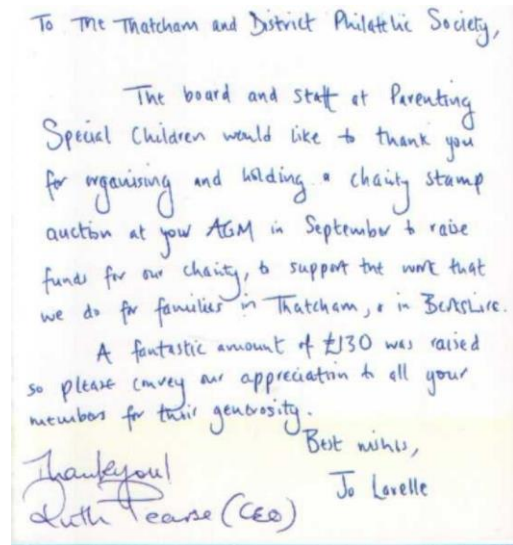 To The Thatcham and District Philatelic Society,
The board and staff at Parenting
Special Children would like to thank you
for organising and holding a charity stamp
auction at your AGM in September to raise
funds for our charity, to support the work that
we do for families in Thatcham, & in Berkshire.
A fantastic amount of £130 was raised
so please convey our appreciation to all your
members for their generosity.
Best wishes,
Jo Lavelle
Thankyou!
Ruth Pearse (CEO)